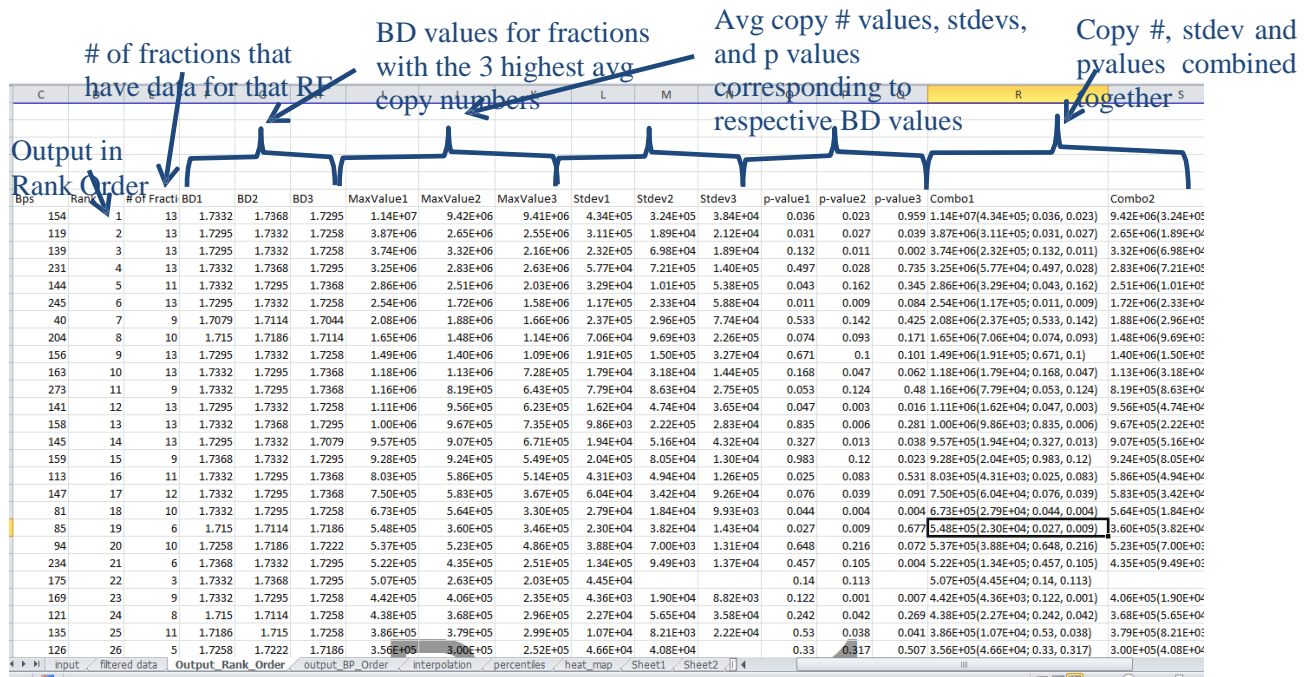 # of fractions that
have data for that RF
BD values for fractions
with the 3 highest avg
copy numbers
Avg copy # values, stdevs,
and p values
corresponding to
respective BD values
Copy #, stdev and
pvalues combined
together
Output in
Rank Order
C E L M R S
Bps Rank # of Fracti BD1 BD2 BD3 MaxValue1 MaxValue2 MaxValue3 Stdev1 Stdev2 Stdev3 p-value1 p-value2 p-value3 Combo1 Combo2
154 1 13 1.7332 1.7368 1.7295 1.14E+07 9.42E+06 9.41E+06 4.34E+05 3.24E+05 3.84E+04 0.036 0.023 0.959 1.14E+07(4.34E+05; 0.036, 0.023) 9.42E+06(3.24E+05
119 2 13 1.7295 1.7332 1.7258 3.87E+06 2.65E+06 2.55E+06 3.11E+05 1.89E+04 2.12E+04 0.031 0.027 0.039 3.87E+06(3.11E+05; 0.031, 0.027) 2.65E+06(1.89E+04
139 3 13 1.7295 1.7332 1.7258 3.74E+06 3.32E+06 2.16E+06 2.32E+05 6.98E+04 1.89E+04 0.132 0.011 0.002 3.74E+06(2.32E+05; 0.132, 0.011) 3.32E+06(6.98E+04
231 4 13 1.7332 1.7368 1.7295 3.25E+06 2.83E+06 2.63E+06 5.77E+04 7.21E+05 1.40E+05 0.497 0.028 0.735 3.25E+06(5.77E+04; 0.497, 0.028) 2.83E+06(7.21E+05
144 5 11 1.7332 1.7295 1.7368 2.86E+06 2.51E+06 2.03E+06 3.29E+04 1.01E+05 5.38E+05 0.043 0.162 0.345 2.86E+06(3.29E+04; 0.043, 0.162) 2.51E+06(1.01E+05
245 6 13 1.7295 1.7332 1.7258 2.54E+06 1.72E+06 1.58E+06 1.17E+05 2.33E+04 5.88E+04 0.011 0.009 0.084 2.54E+06(1.17E+05; 0.011, 0.009) 1.72E+06(2.33E+04
40 7 9 1.7079 1.7114 1.7044 2.08E+06 1.88E+06 1.66E+06 2.37E+05 2.96E+05 7.74E+04 0.533 0.142 0.425 2.08E+06(2.37E+05; 0.533, 0.142) 1.88E+06(2.96E+05
204 8 10 1.715 1.7186 1.7114 1.65E+06 1.48E+06 1.14E+06 7.06E+04 9.69E+03 2.26E+05 0.074 0.093 0.171 1.65E+06(7.06E+04; 0.074, 0.093) 1.48E+06(9.69E+03
156 9 13 1.7295 1.7332 1.7258 1.49E+06 1.40E+06 1.09E+06 1.91E+05 1.50E+05 3.27E+04 0.671 0.1 0.101 1.49E+06(1.91E+05; 0.671, 0.1) 1.40E+06(1.50E+05
163 10 13 1.7332 1.7295 1.7368 1.18E+06 1.13E+06 7.28E+05 1.79E+04 3.18E+04 1.44E+05 0.168 0.047 0.062 1.18E+06(1.79E+04; 0.168, 0.047) 1.13E+06(3.18E+04
273 11 9 1.7332 1.7295 1.7368 1.16E+06 8.19E+05 6.43E+05 7.79E+04 8.63E+04 2.75E+05 0.053 0.124 0.48 1.16E+06(7.79E+04; 0.053, 0.124) 8.19E+05(8.63E+04
141 12 13 1.7295 1.7332 1.7258 1.11E+06 9.56E+05 6.23E+05 1.62E+04 4.74E+04 3.65E+04 0.047 0.003 0.016 1.11E+06(1.62E+04; 0.047, 0.003) 9.56E+05(4.74E+04
158 13 13 1.7332 1.7368 1.7295 1.00E+06 9.67E+05 7.35E+05 9.86E+03 2.22E+05 2.83E+04 0.835 0.006 0.281 1.00E+06(9.86E+03; 0.835, 0.006) 9.67E+05(2.22E+05
145 14 13 1.7295 1.7332 1.7079 9.57E+05 9.07E+05 6.71E+05 1.94E+04 5.16E+04 4.32E+04 0.327 0.013 0.038 9.57E+05(1.94E+04; 0.327, 0.013) 9.07E+05(5.16E+04
159 15 9 1.7368 1.7332 1.7295 9.28E+05 9.24E+05 5.49E+05 2.04E+05 8.05E+04 1.30E+04 0.983 0.12 0.023 9.28E+05(2.04E+05; 0.983, 0.12) 9.24E+05(8.05E+04
113 16 11 1.7332 1.7295 1.7368 8.03E+05 5.86E+05 5.14E+05 4.31E+03 4.94E+04 1.26E+05 0.025 0.083 0.531 8.03E+05(4.31E+03; 0.025, 0.083) 5.86E+05(4.94E+04
147 17 12 1.7332 1.7295 1.7368 7.50E+05 5.83E+05 3.67E+05 6.04E+04 3.42E+04 9.26E+04 0.076 0.039 0.091 7.50E+05(6.04E+04; 0.076, 0.039) 5.83E+05(3.42E+04
81 18 10 1.7332 1.7295 1.7258 6.73E+05 5.64E+05 3.30E+05 2.79E+04 1.84E+04 9.93E+03 0.044 0.004 0.004 6.73E+05(2.79E+04; 0.044, 0.004) 5.64E+05(1.84E+04
85 19 6 1.715 1.7114 1.7186 5.48E+05 3.60E+05 3.46E+05 2.30E+04 3.82E+04 1.43E+04 0.027 0.009 0.677 5.48E+05(2.30E+04; 0.027, 0.009) 3.60E+05(3.82E+04
94 20 10 1.7258 1.7186 1.7222 5.37E+05 5.23E+05 4.86E+05 3.88E+04 7.00E+03 1.31E+04 0.648 0.216 0.072 5.37E+05(3.88E+04; 0.648, 0.216) 5.23E+05(7.00E+03
234 21 6 1.7368 1.7332 1.7295 5.22E+05 4.35E+05 2.51E+05 1.34E+05 9.49E+03 1.37E+04 0.457 0.105 0.004 5.22E+05(1.34E+05; 0.457, 0.105) 4.35E+05(9.49E+03
175 22 3 1.7332 1.7368 1.7295 5.07E+05 2.63E+05 2.03E+05 4.45E+04 0.14 0.113 5.07E+05(4.45E+04; 0.14, 0.113)
169 23 9 1.7332 1.7295 1.7258 4.42E+05 4.06E+05 2.35E+05 4.36E+03 1.90E+04 8.82E+03 0.122 0.001 0.007 4.42E+05(4.36E+03; 0.122, 0.001) 4.06E+05(1.90E+04
121 24 8 1.715 1.7114 1.7258 4.38E+05 3.68E+05 2.96E+05 2.27E+04 5.65E+04 3.58E+04 0.242 0.042 0.269 4.38E+05(2.27E+04; 0.242, 0.042) 3.68E+05(5.65E+04
135 25 11 1.7186 1.715 1.7258 3.86E+05 3.79E+05 2.99E+05 1.07E+04 8.21E+03 2.22E+04 0.53 0.038 0.041 3.86E+05(1.07E+04; 0.53, 0.038) 3.79E+05(8.21E+03
126 26 5 1.7258 1.7222 1.7186 3.56E+05 3.00E+05 2.52E+05 4.66E+04 4.08E+04 0.33 0.317 0.507 3.56E+05(4.66E+04; 0.33, 0.317) 3.00E+05(4.08E+04
input filtered data Output_Rank_Order output_BP_Order interpolation percentiles heat_map Sheet1 Sheet2